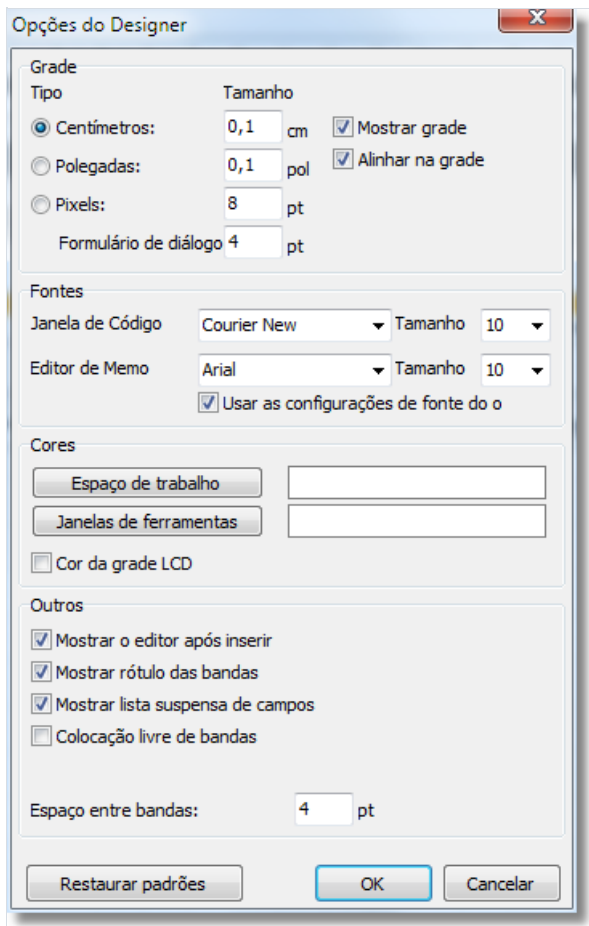 Opções do Designer
Grade
Tipo Tamanho
Centímetros: 0,1 cm Mostrar grade
Polegadas: 0,1 pol Alinhar na grade
Pixels: 8 pt
Formulário de diálogo 4 pt
Fontes
Janela de Código Courier New Tamanho 10
Editor de Memo Arial Tamanho 10
Usar as configurações de fonte do o
Cores
Espaço de trabalho
Janelas de ferramentas
Cor da grade LCD
Outros
Mostrar o editor após inserir
Mostrar rótulo das bandas
Mostrar lista suspensa de campos
Colocação livre de bandas
Espaço entre bandas: 4 pt
Restaurar padrões OK Cancelar